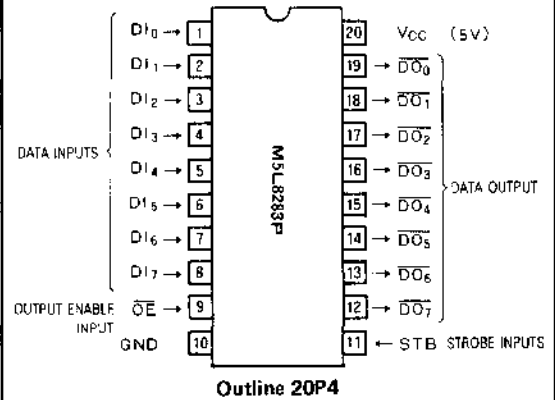 DI0 → 1
DI1 → 2
DI2 → 3
DI3 → 4
DI4 → 5
DI5 → 6
DI6 → 7
DI7 → 8
DATA INPUTS
OUTPUT ENABLE INPUT
OE → 9
GND 10
M5L8283P
20 VCC (5V)
19 → DO0
18 → DO1
17 → DO2
16 → DO3
15 → DO4
14 → DO5
13 → DO6
12 → DO7
DATA OUTPUT
11 ← STB STROBE INPUTS
Outline 20P4